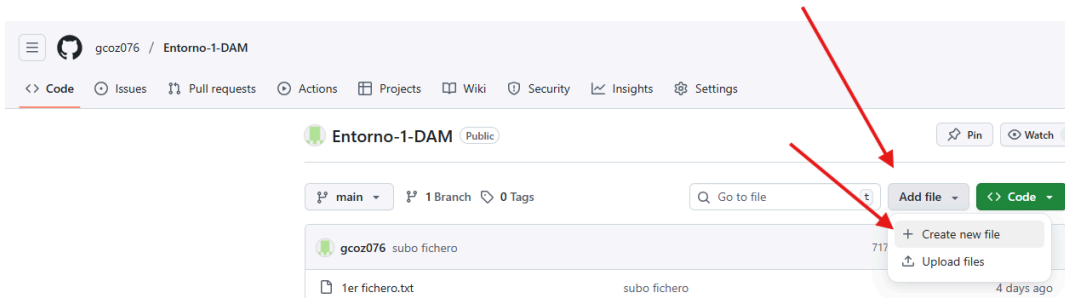 gcoz076 / Entorno-1-DAM
Code Issues Pull requests Actions Projects Wiki Security Insights Settings
Entorno-1-DAM Public Pin Watch
main 1 Branch 0 Tags Go to file t Add file Code
gcoz076 subo fichero 717
Create new file
Upload files
1er fichero.txt subo fichero 4 days ago